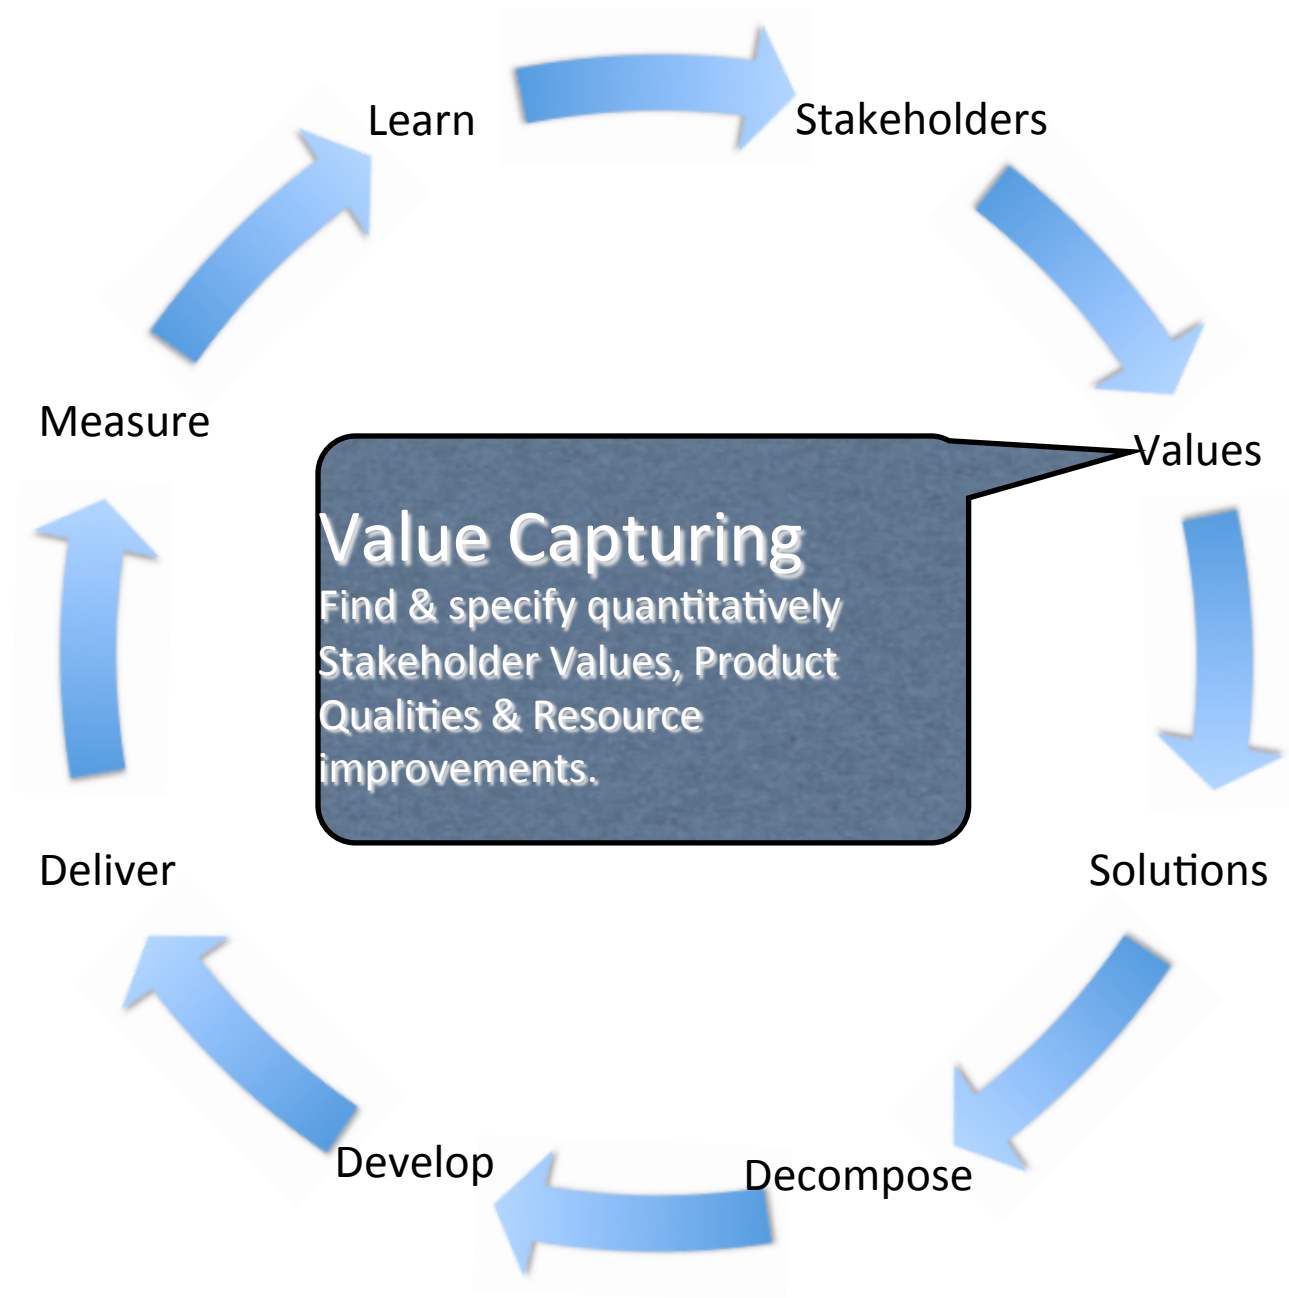 Learn
Stakeholders
Measure
Values
Value Capturing
Find & specify quantitatively
Stakeholder Values, Product
Qualities & Resource
improvements.
Deliver
Solutions
Develop
Decompose